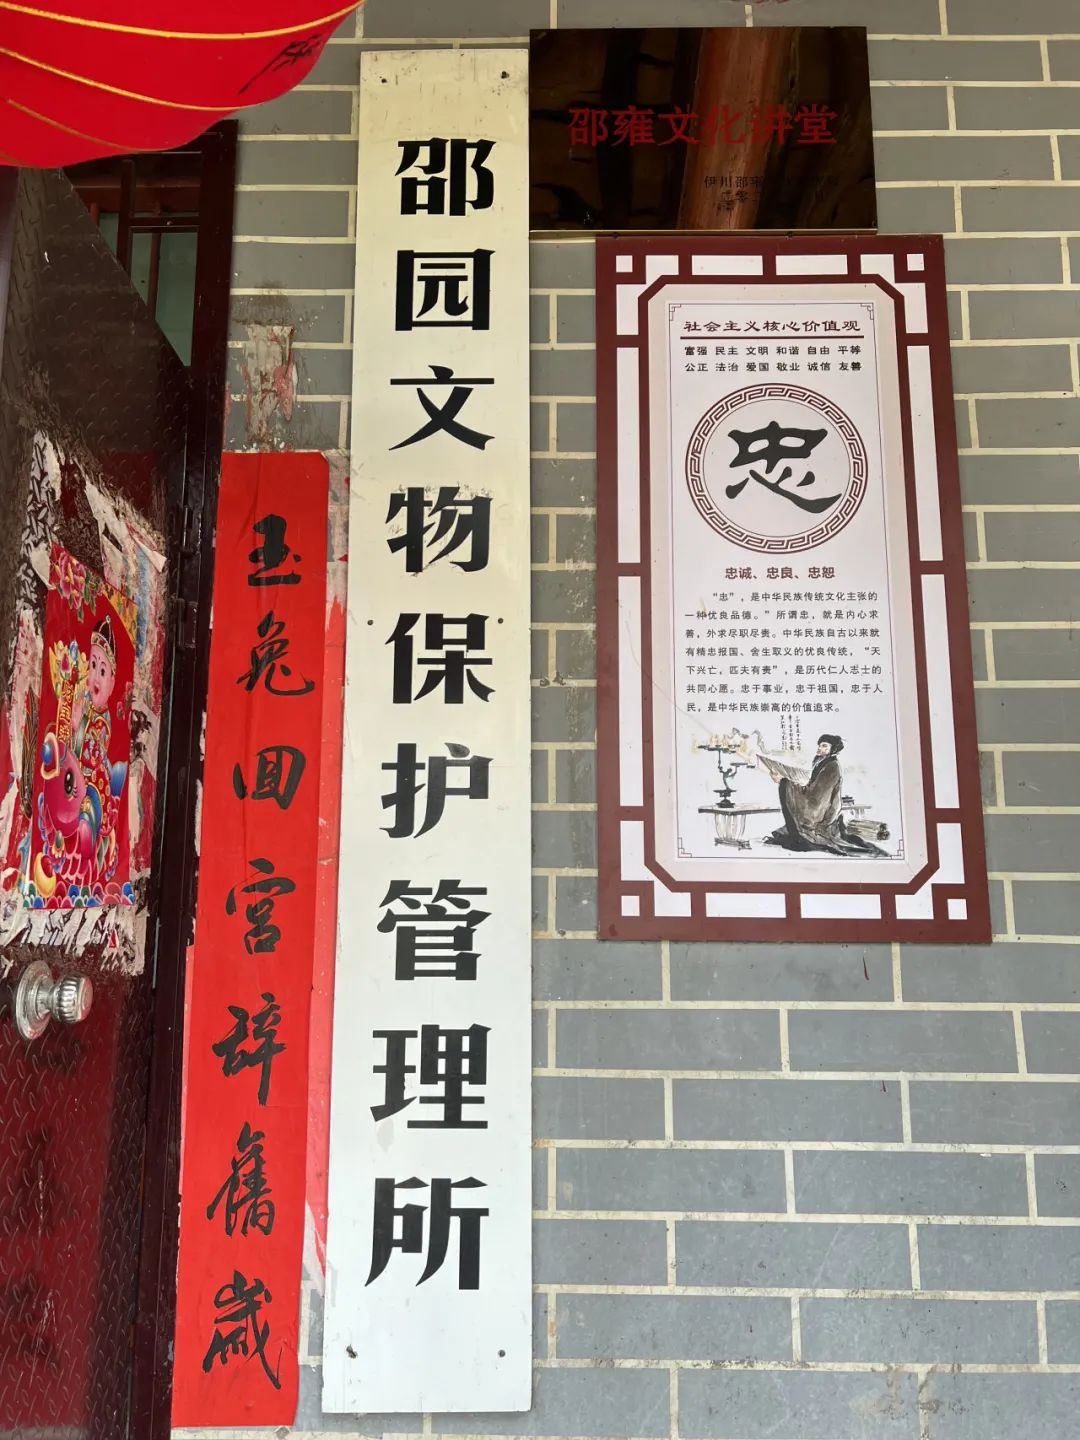 邵雍文化讲堂
邵园文物保护管理所
玉兔回宫辞舊歲
社会主义核心价值观
富强 民主 文明 和谐 自由 平等
公正 法治 爱国 敬业 诚信 友善
忠
忠诚、忠良、忠恕
“忠”，是中华民族传统文化主张的
一种优良品德。”所谓忠，就是内心求
善，外求尽职尽责。中华民族自古以来就
有精忠报国、舍生取义的优良传统，“天
下兴亡，匹夫有责”，是历代仁人志士的
共同心愿。忠于事业，忠于祖国，忠于人
民，是中华民族崇高的价值追求。